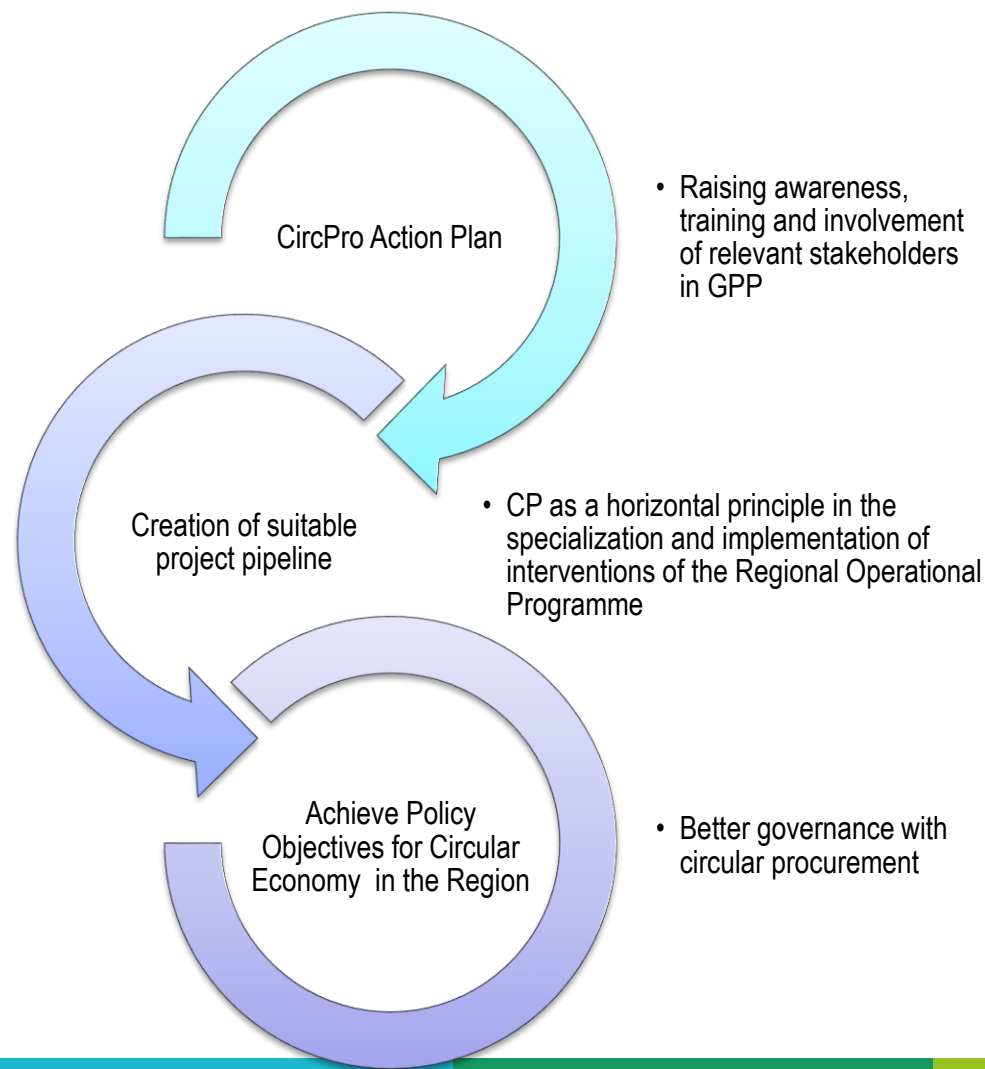 CircPro Action Plan
• Raising awareness,
training and involvement
of relevant stakeholders
in GPP
Creation of suitable
project pipeline
• CP as a horizontal principle in the
specialization and implementation of
interventions of the Regional Operational
Programme
Achieve Policy
Objectives for Circular
Economy in the Region
• Better governance with
circular procurement